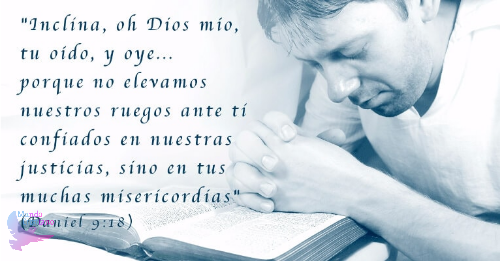 "Inclina, oh Dios mío,
tu oído, y oye...
porque no elevamos
nuestros ruegos ante ti
confiados en nuestras
justicias, sino en tus
muchas misericordias"
(Daniel 9:18)